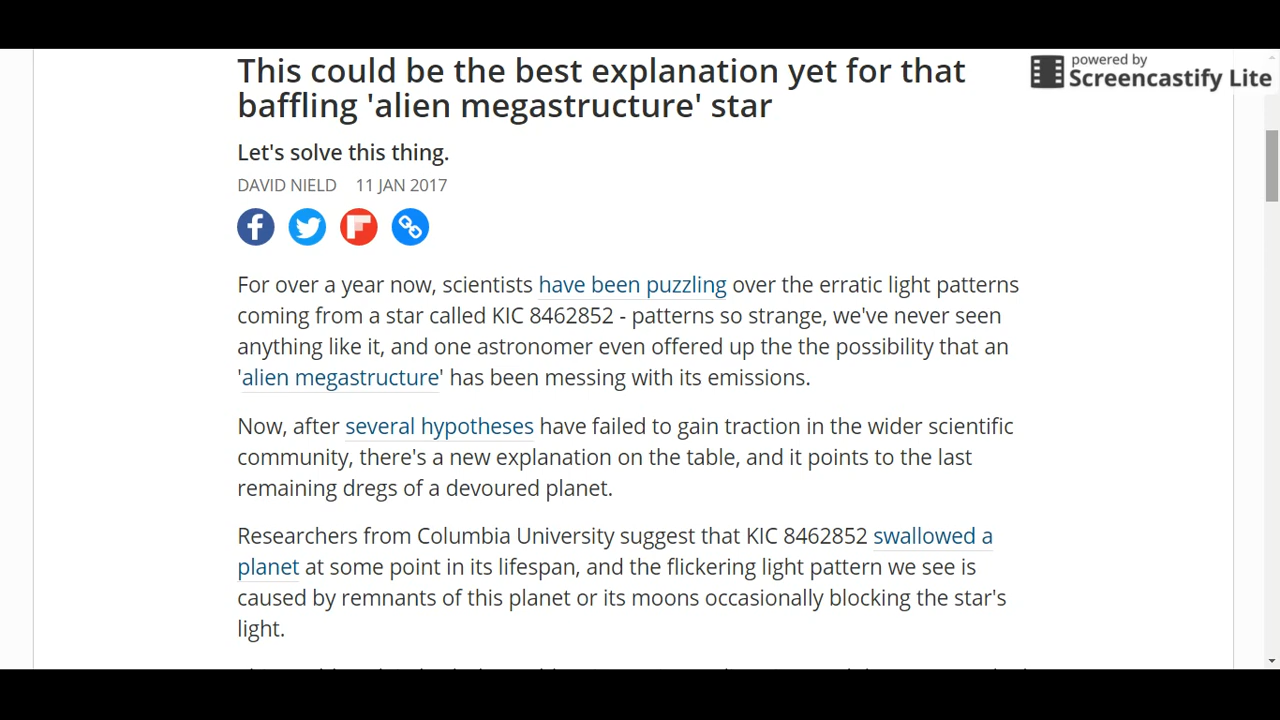 This could be the best explanation yet for that
baffling 'alien megastructure' star
powered by
Screencastify Lite
Let's solve this thing.
DAVID NIELD 11 JAN 2017
For over a year now, scientists have been puzzling over the erratic light patterns
coming from a star called KIC 8462852 - patterns so strange, we've never seen
anything like it, and one astronomer even offered up the the possibility that an
'alien megastructure' has been messing with its emissions.
Now, after several hypotheses have failed to gain traction in the wider scientific
community, there's a new explanation on the table, and it points to the last
remaining dregs of a devoured planet.
Researchers from Columbia University suggest that KIC 8462852 swallowed a
planet at some point in its lifespan, and the flickering light pattern we see is
caused by remnants of this planet or its moons occasionally blocking the star's
light.